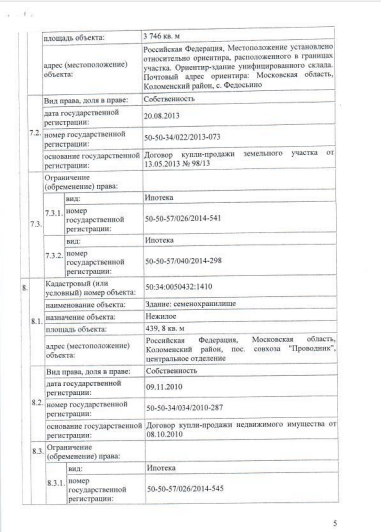 площадь объекта: 3 746 кв. м
адрес (местоположение) объекта: Российская Федерация, Местоположение установлено
относительно ориентира, расположенного в границах
участка. Ориентир-здание унифицированного склада.
Почтовый адрес ориентира: Московская область,
Коломенский район, с. Федосьино
7.2. Вид права, доля в праве: Собственность
дата государственной
регистрации: 20.08.2013
номер государственной
регистрации: 50-50-34/022/2013-073
основание государственной
регистрации: Договор купли-продажи земельного участка от
13.05.2013 № 98/13
7.3. Ограничение
(обременение) права:
7.3.1. вид: Ипотека
номер
государственной
регистрации: 50-50-57/026/2014-541
7.3.2. вид: Ипотека
номер
государственной
регистрации: 50-50-57/040/2014-298
8. Кадастровый (или
условный) номер объекта: 50:34:0050432:1410
8.1. наименование объекта: Здание: семенохранилище
назначение объекта: Нежилое
площадь объекта: 439, 8 кв. м
адрес (местоположение)
объекта: Российская Федерация, Московская область,
Коломенский район, пос. совхоза "Проводник",
центральное отделение
8.2. Вид права, доля в праве: Собственность
дата государственной
регистрации: 09.11.2010
номер государственной
регистрации: 50-50-34/034/2010-287
основание государственной
регистрации: Договор купли-продажи недвижимого имущества от
08.10.2010
8.3. Ограничение
(обременение) права:
8.3.1. вид: Ипотека
номер
государственной
регистрации: 50-50-57/026/2014-545
5